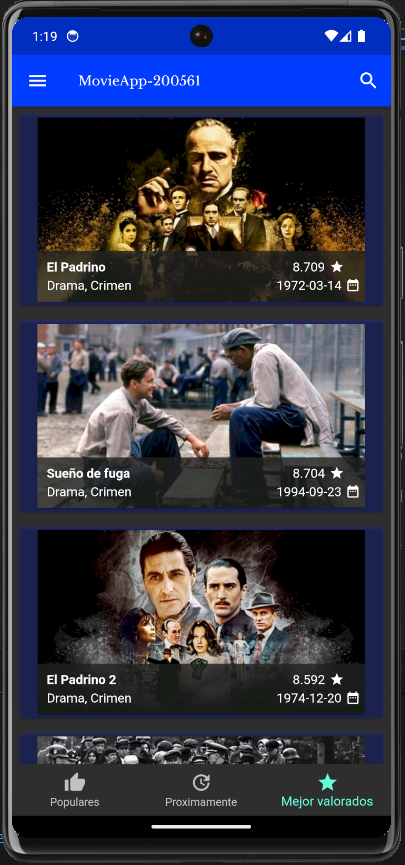 1:19
MovieApp-200561
El Padrino 8.709
Drama, Crimen 1972-03-14
Sueño de fuga 8.704
Drama, Crimen 1994-09-23
El Padrino 2 8.592
Drama, Crimen 1974-12-20
Populares Proximamente Mejor valorados